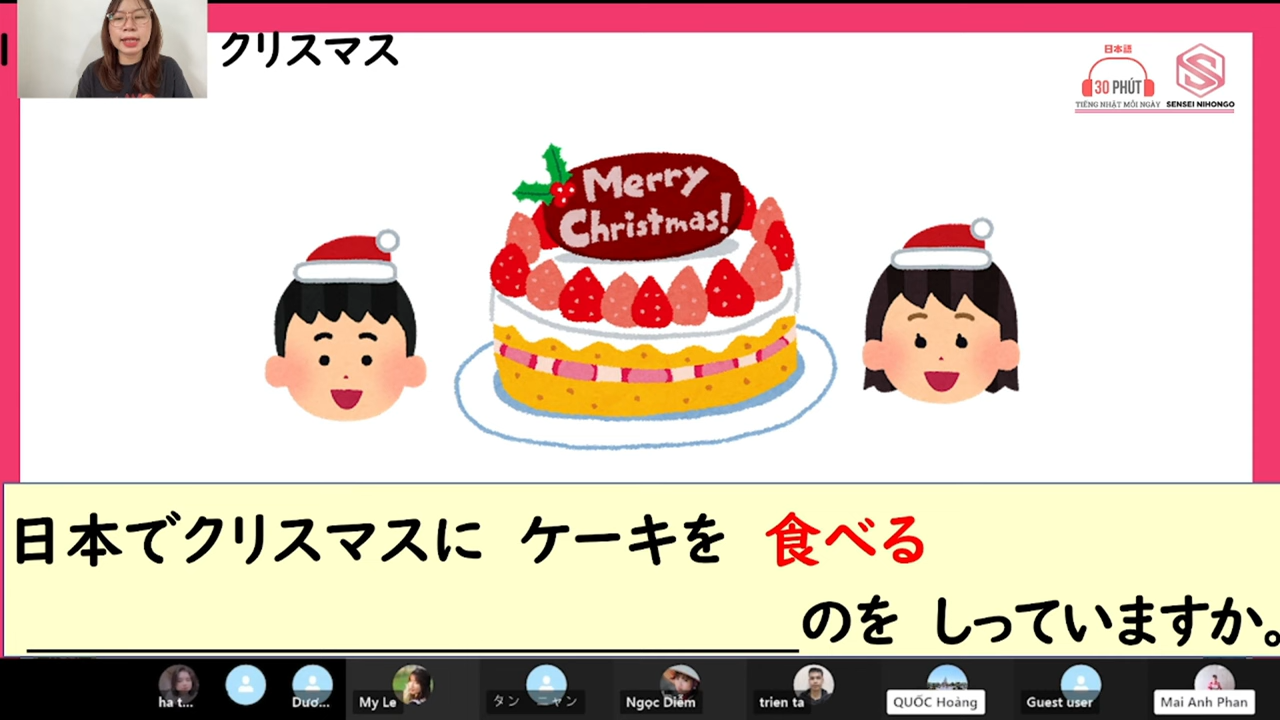 クリスマス
日本語
30 PHÚT
TIẾNG NHẬT MỖI NGÀY
SENSEI NIHONGO
Merry
Christmas!
日本でクリスマスに ケーキを 食べる
のを しっていますか。
ha t...
Dươ...
My Le
タン ニャン
Ngọc Diễm
trien ta
QUỐC Hoàng
Guest user
Mai Anh Phan